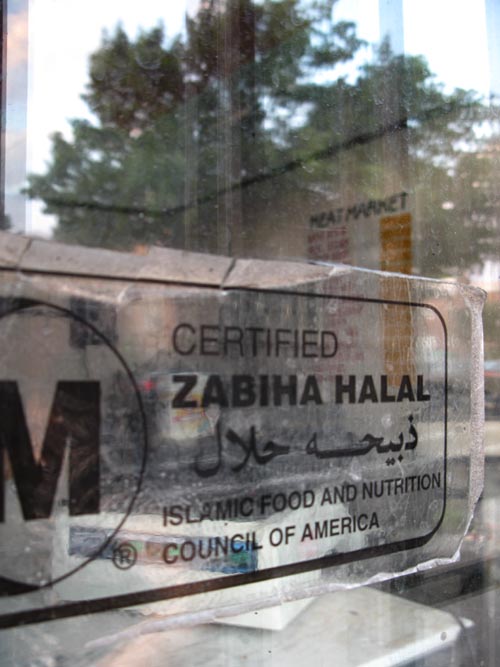 MEAT MARKET
CERTIFIED
ZABIHA HALAL
ذبيحه حلال
M
®
ISLAMIC FOOD AND NUTRITION
COUNCIL OF AMERICA